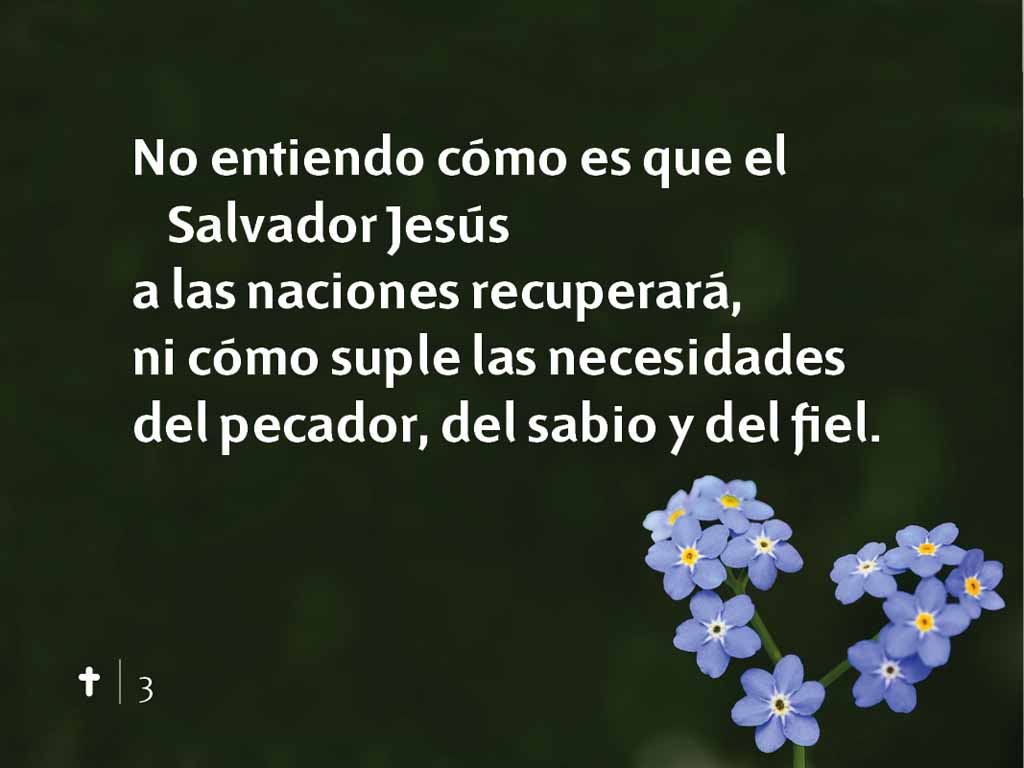 No entiendo cómo es que el
Salvador Jesús
a las naciones recuperará,
ni cómo suple las necesidades
del pecador, del sabio y del fiel.
3